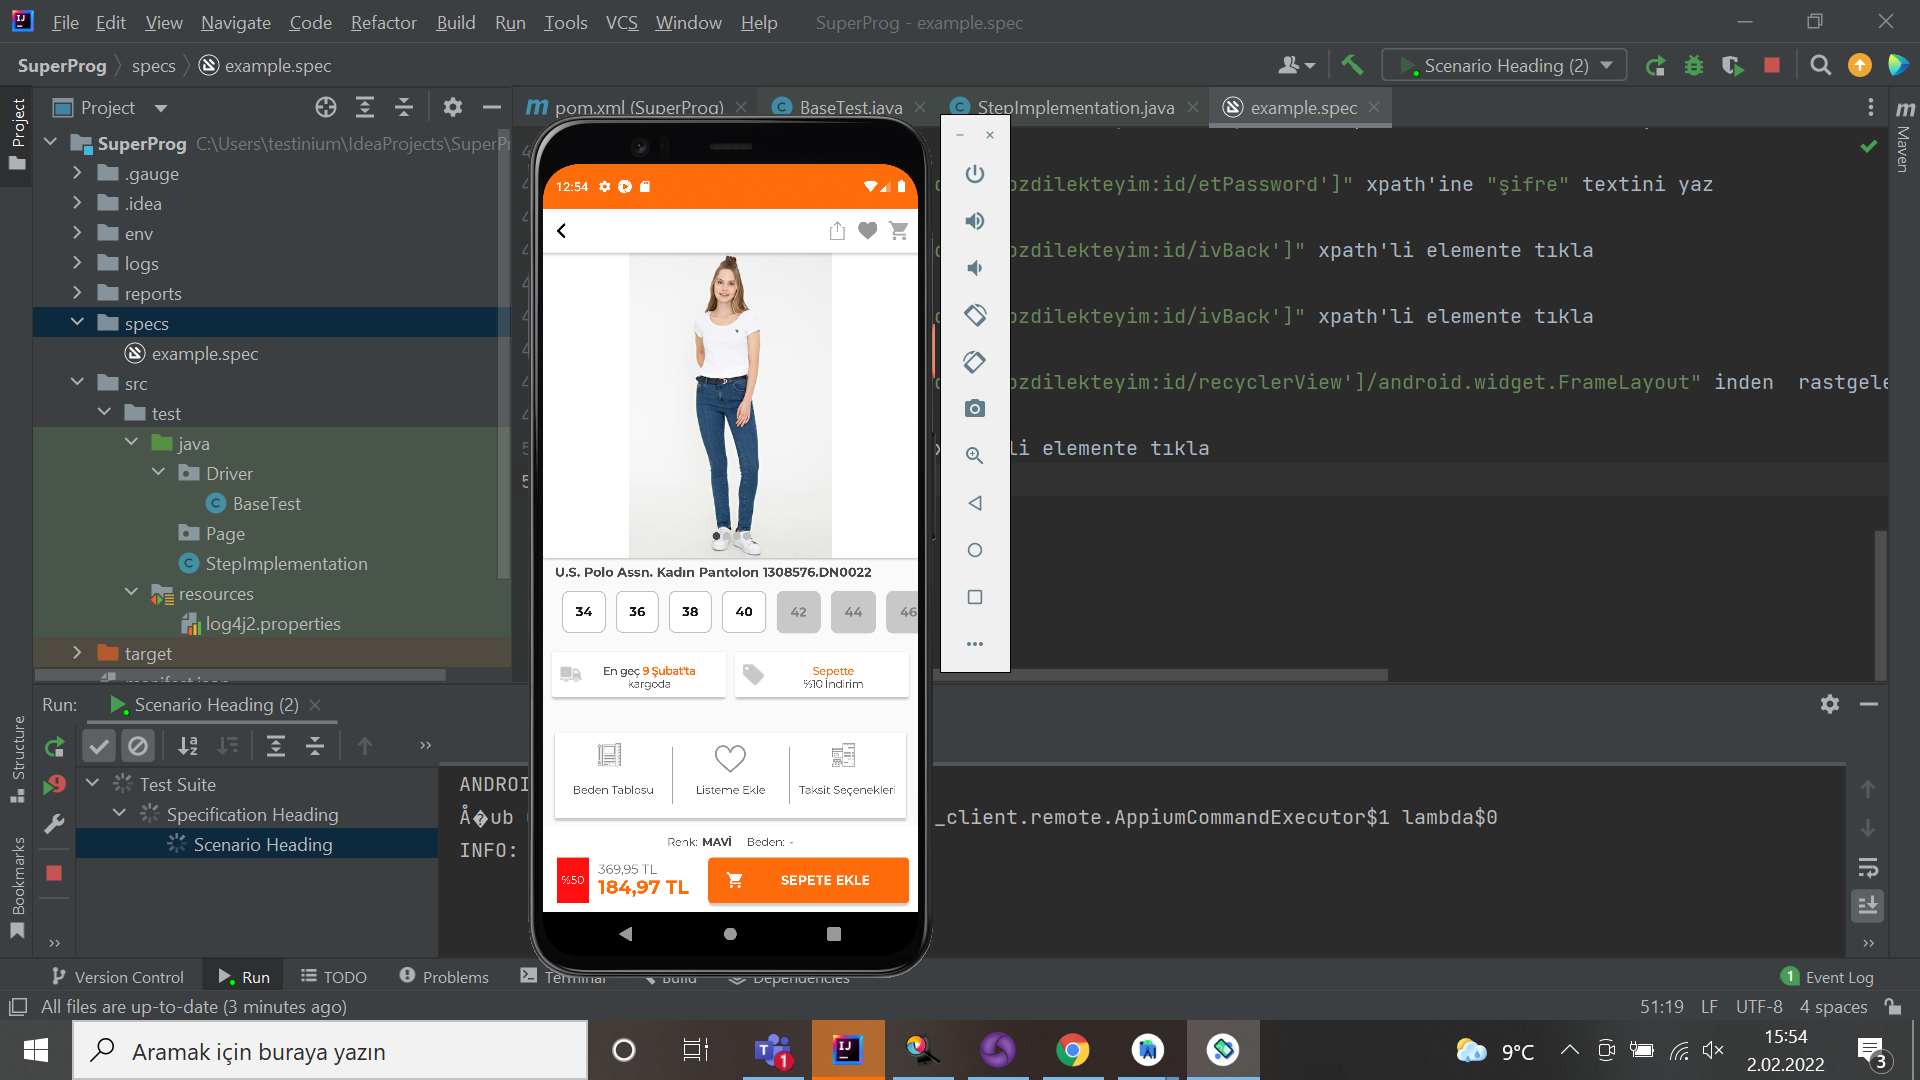 File Edit View Navigate Code Refactor Build Run Tools VCS Window Help SuperProg - example.spec
SuperProg specs example.spec
Scenario Heading (2)
Project
pom.xml (SuperProg) BaseTest.java StepImplementation.java example.spec
SuperProg C:\Users\testinium\IdeaProjects\SuperPr
.gauge
.idea
env
logs
reports
specs
example.spec
src
test
java
Driver
BaseTest
Page
StepImplementation
resources
log4j2.properties
target
Project
Structure
Bookmarks
Maven
ozdilekteyim:id/etPassword']" xpath'ine "şifre" textini yaz
ozdilekteyim:id/ivBack']" xpath'li elemente tıkla
ozdilekteyim:id/ivBack']" xpath'li elemente tıkla
ozdilekteyim:id/recyclerView']/android.widget.FrameLayout" inden rastgele
li elemente tıkla
12:54
U.S. Polo Assn. Kadın Pantolon 1308576.DN0022
34 36 38 40 42 44 46
En geç 9 Şubat'ta
kargoda
Sepette
%10 İndirim
Beden Tablosu Listeme Ekle Taksit Seçenekleri
Renk: MAVİ Beden: -
%50
369,95 TL
184,97 TL
SEPETE EKLE
Run: Scenario Heading (2)
Test Suite
Specification Heading
Scenario Heading
ANDROI
Å�ub
_client.remote.AppiumCommandExecutor$1 lambda$0
INFO:
Version Control Run TODO Problems Terminal Build Dependencies
1 Event Log
All files are up-to-date (3 minutes ago)
51:19 LF UTF-8 4 spaces
Aramak için buraya yazın
1
9°C
15:54
2.02.2022
3